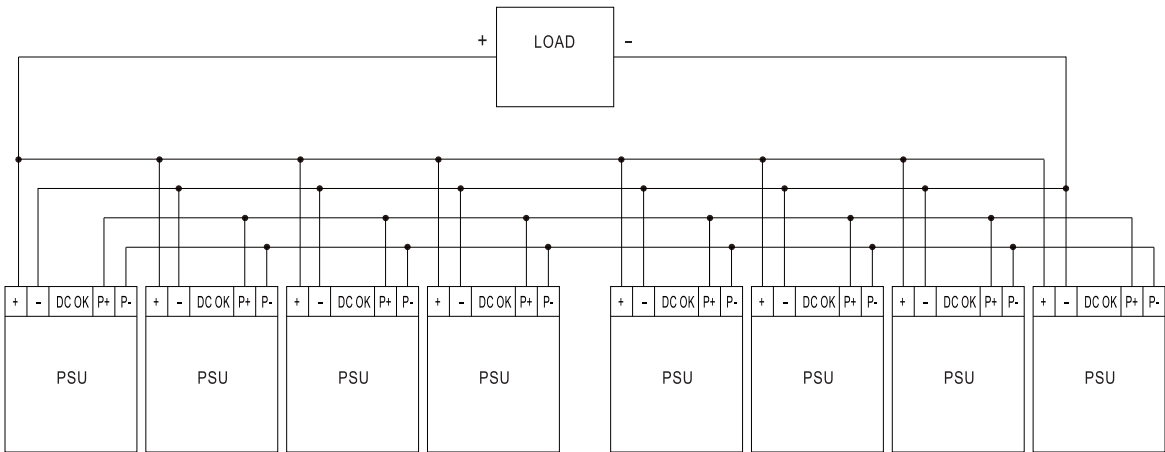 + LOAD -
+ - DC OK P+ P- + - DC OK P+ P- + - DC OK P+ P- + - DC OK P+ P- + - DC OK P+ P- + - DC OK P+ P- + - DC OK P+ P- + - DC OK P+ P-
PSU PSU PSU PSU PSU PSU PSU PSU